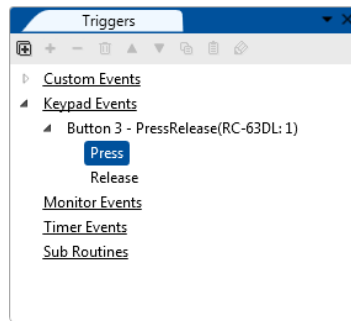 Triggers
Custom Events
Keypad Events
Button 3 - PressRelease(RC-63DL: 1)
Press
Release
Monitor Events
Timer Events
Sub Routines